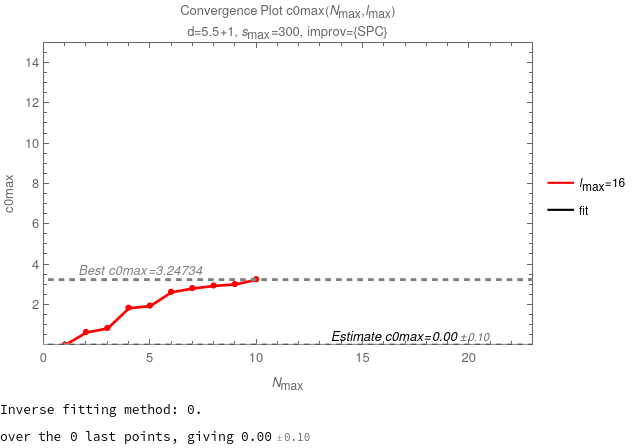 Convergence Plot c0max(Nmax,lmax)
d=5.5+1, smax=300, improv={SPC}
14
12
10
8
6
4
2
c0max
Best c0max=3.24734
Estimate c0max=0.00 ±0.10
0 5 10 15 20
Nmax
lmax=16
fit
Inverse fitting method: 0.
over the 0 last points, giving 0.00 ±0.10